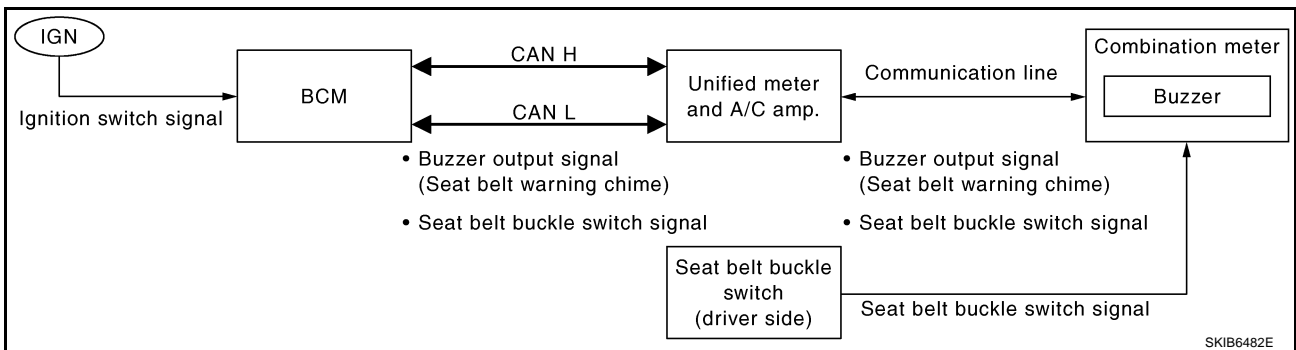 IGN
Ignition switch signal
BCM
CAN H
CAN L
• Buzzer output signal
(Seat belt warning chime)
• Seat belt buckle switch signal
Unified meter
and A/C amp.
Communication line
• Buzzer output signal
(Seat belt warning chime)
• Seat belt buckle switch signal
Combination meter
Buzzer
Seat belt buckle
switch
(driver side)
Seat belt buckle switch signal
SKIB6482E